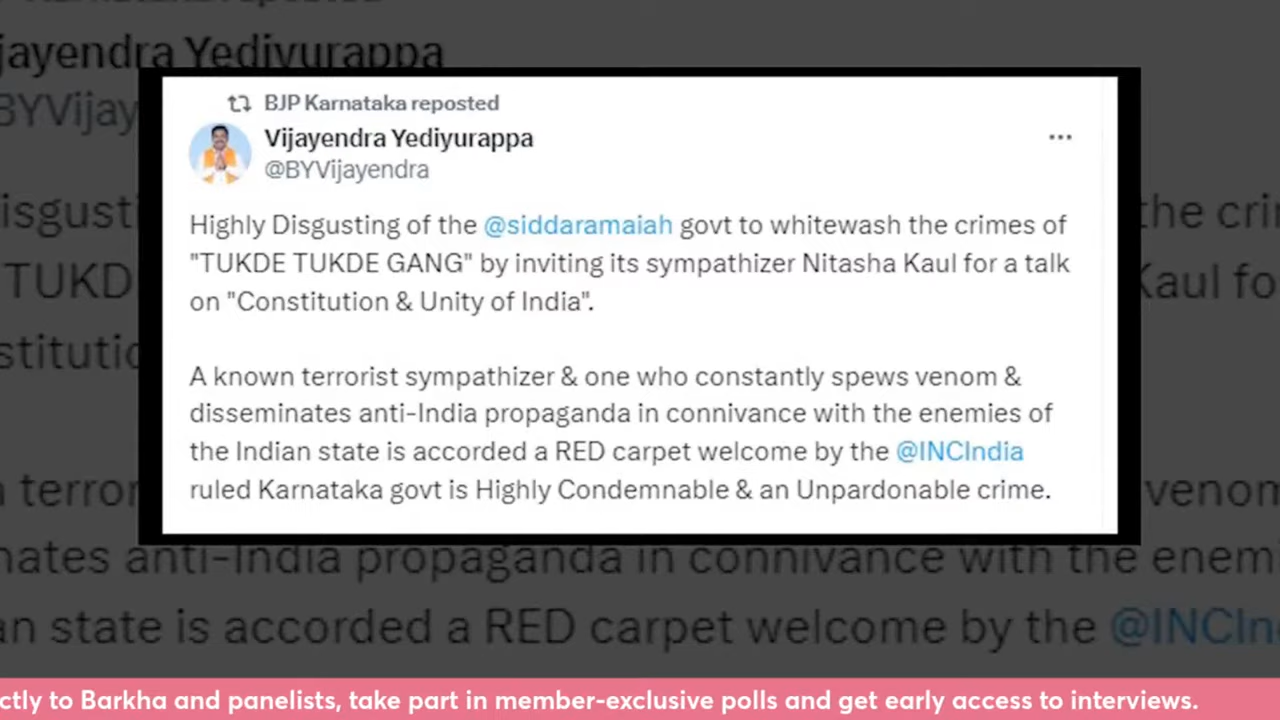 BJP Karnataka reposted
Vijayendra Yediyurappa
@BYVijayendra
Highly Disgusting of the @siddaramaiah govt to whitewash the crimes of
"TUKDE TUKDE GANG" by inviting its sympathizer Nitasha Kaul for a talk
on "Constitution & Unity of India".
A known terrorist sympathizer & one who constantly spews venom &
disseminates anti-India propaganda in connivance with the enemies of
the Indian state is accorded a RED carpet welcome by the @INCIndia
ruled Karnataka govt is Highly Condemnable & an Unpardonable crime.
ctly to Barkha and panelists, take part in member-exclusive polls and get early access to interviews.